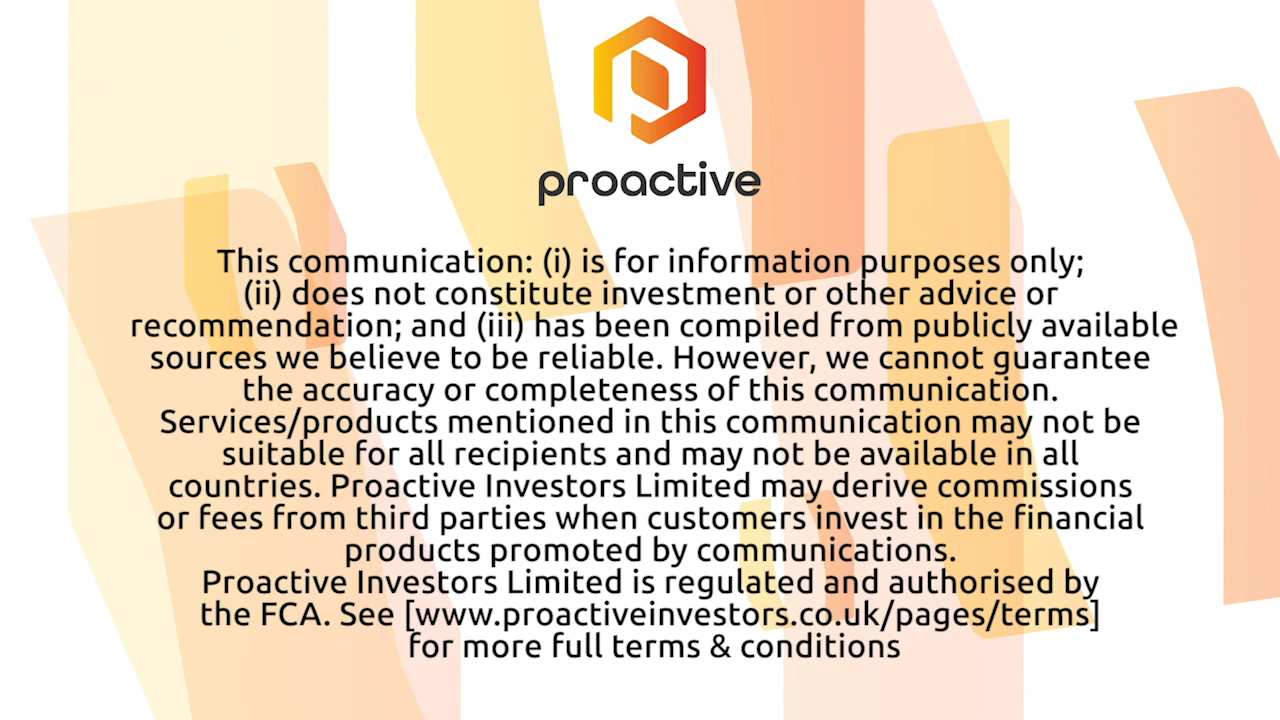 proactive
This communication: (i) is for information purposes only;
(ii) does not constitute investment or other advice or
recommendation; and (iii) has been compiled from publicly available
sources we believe to be reliable. However, we cannot guarantee
the accuracy or completeness of this communication.
Services/products mentioned in this communication may not be
suitable for all recipients and may not be available in all
countries. Proactive Investors Limited may derive commissions
or fees from third parties when customers invest in the financial
products promoted by communications.
Proactive Investors Limited is regulated and authorised by
the FCA. See [www.proactiveinvestors.co.uk/pages/terms]
for more full terms & conditions